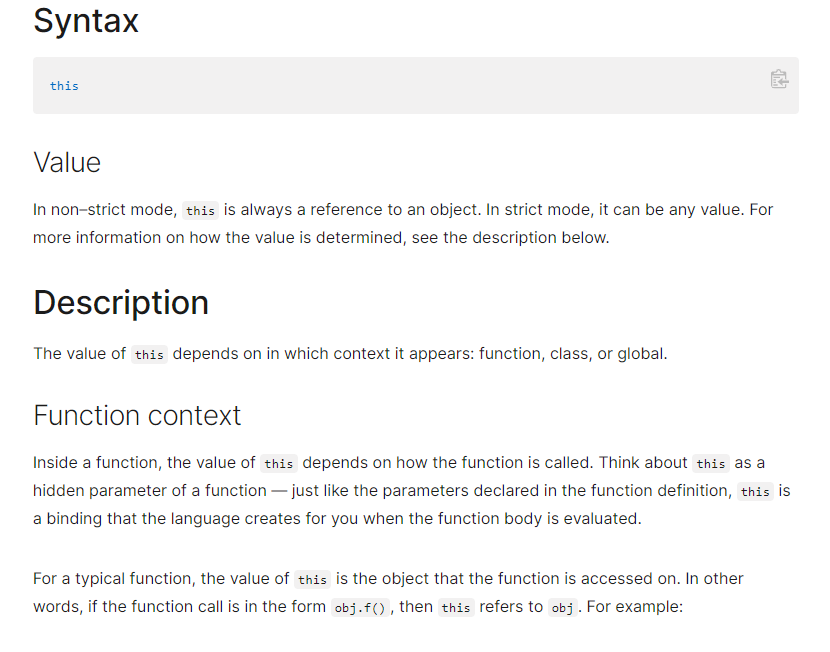 Syntax
this
Value
In non–strict mode, this is always a reference to an object. In strict mode, it can be any value. For
more information on how the value is determined, see the description below.
Description
The value of this depends on in which context it appears: function, class, or global.
Function context
Inside a function, the value of this depends on how the function is called. Think about this as a
hidden parameter of a function — just like the parameters declared in the function definition, this is
a binding that the language creates for you when the function body is evaluated.
For a typical function, the value of this is the object that the function is accessed on. In other
words, if the function call is in the form obj.f(), then this refers to obj. For example: